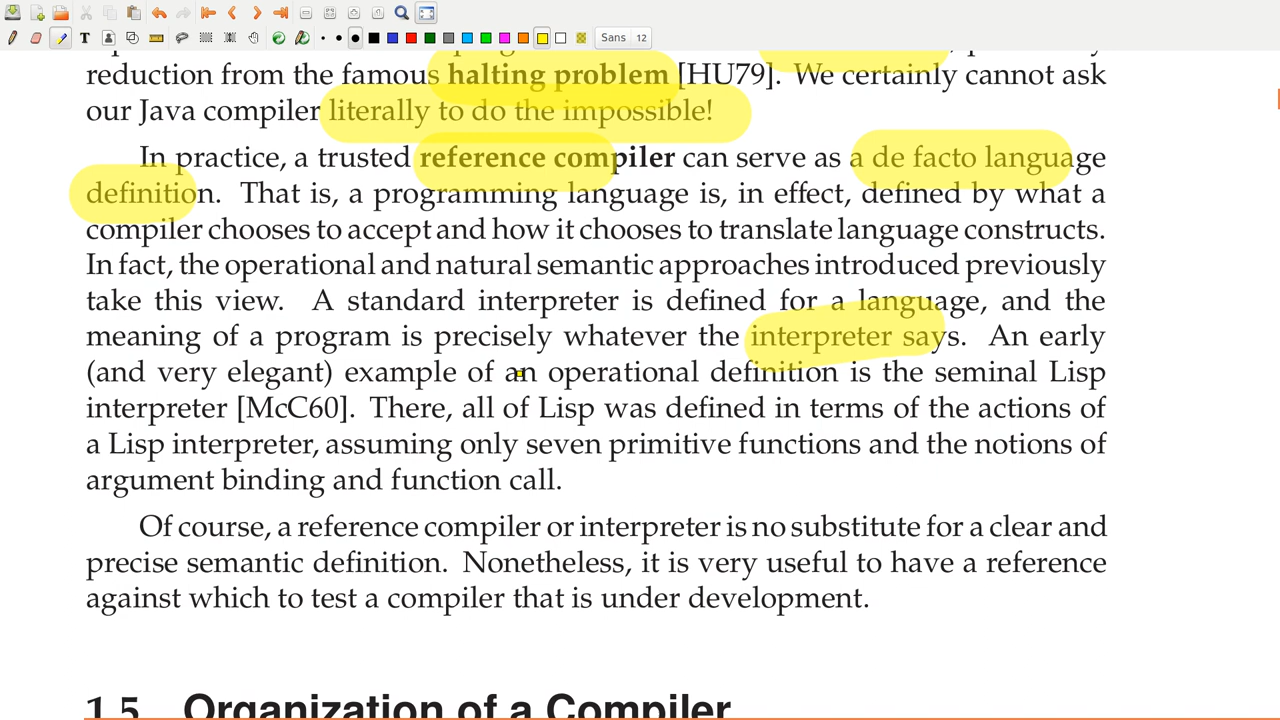 Sans 12
reduction from the famous halting problem [HU79]. We certainly cannot ask
our Java compiler literally to do the impossible!
In practice, a trusted reference compiler can serve as a de facto language
definition. That is, a programming language is, in effect, defined by what a
compiler chooses to accept and how it chooses to translate language constructs.
In fact, the operational and natural semantic approaches introduced previously
take this view. A standard interpreter is defined for a language, and the
meaning of a program is precisely whatever the interpreter says. An early
(and very elegant) example of an operational definition is the seminal Lisp
interpreter [McC60]. There, all of Lisp was defined in terms of the actions of
a Lisp interpreter, assuming only seven primitive functions and the notions of
argument binding and function call.
Of course, a reference compiler or interpreter is no substitute for a clear and
precise semantic definition. Nonetheless, it is very useful to have a reference
against which to test a compiler that is under development.
1.5 Organization of a Compiler